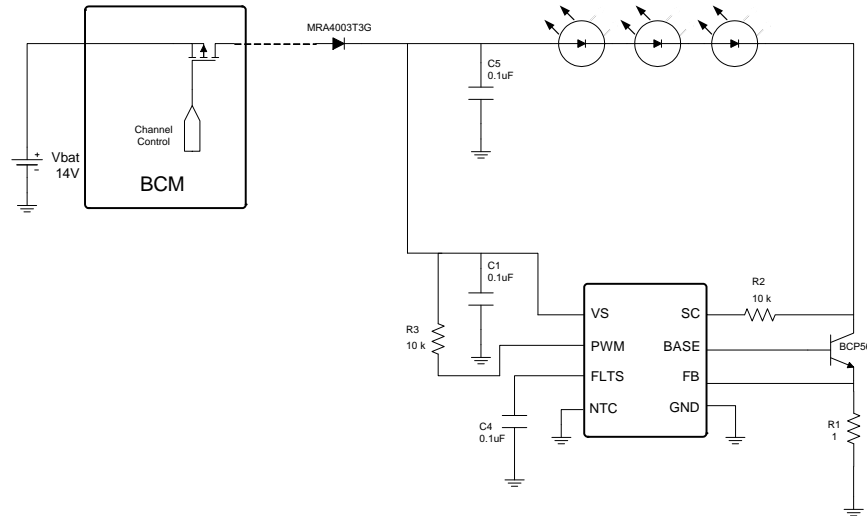 MRA4003T3G
C5
0.1uF
Channel
Control
+
Vbat
−
14V
BCM
C1
0.1uF
R2
10 k
VS
SC
R3
10 k
PWM
BASE
BCP56
FLTS
FB
NTC
GND
C4
0.1uF
R1
1